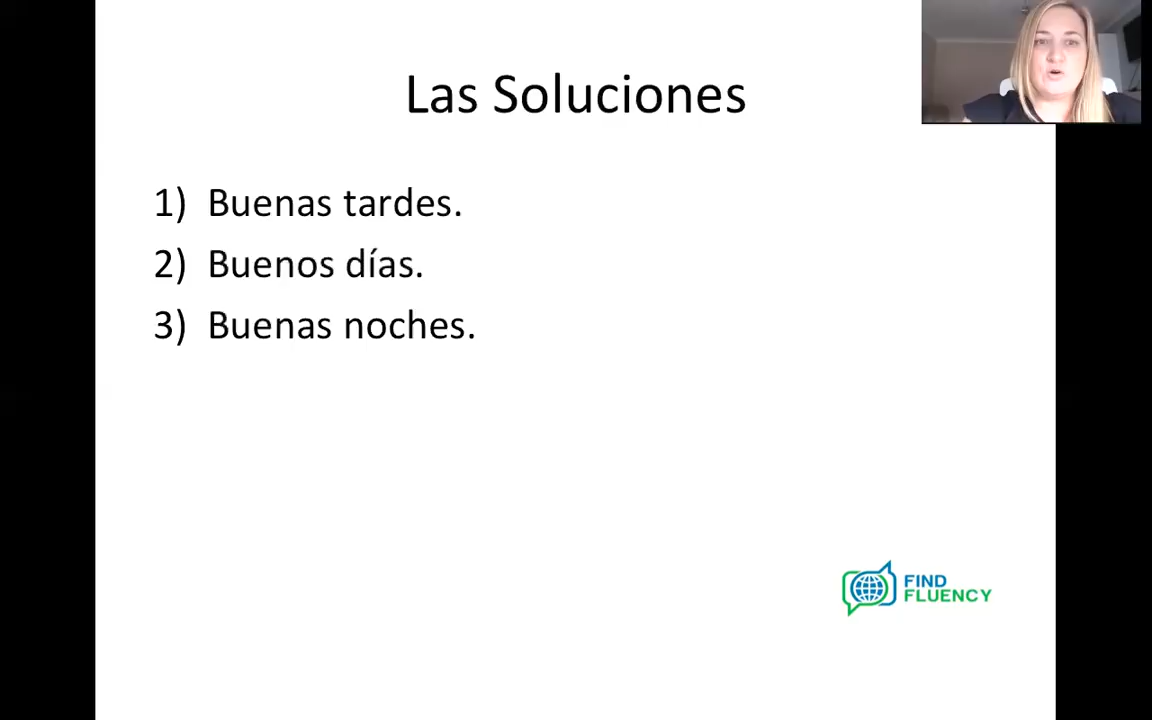 Las Soluciones
1) Buenas tardes.
2) Buenos días.
3) Buenas noches.
FIND
FLUENCY